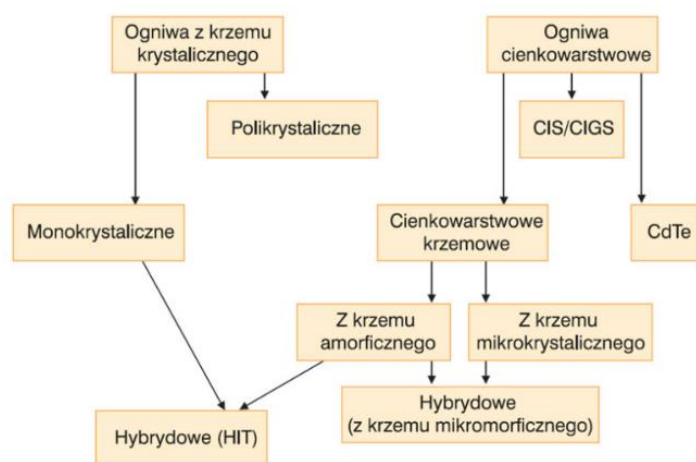 Ogniwa z krzemu
krystalicznego
Ogniwa
cienkowarstwowe
Polikrystaliczne
CIS/CIGS
Monokrystaliczne
Cienkowarstwowe
krzemowe
CdTe
Z krzemu
amorficznego
Z krzemu
mikrokrystalicznego
Hybrydowe (HIT)
Hybrydowe
(z krzemu mikromorficznego)